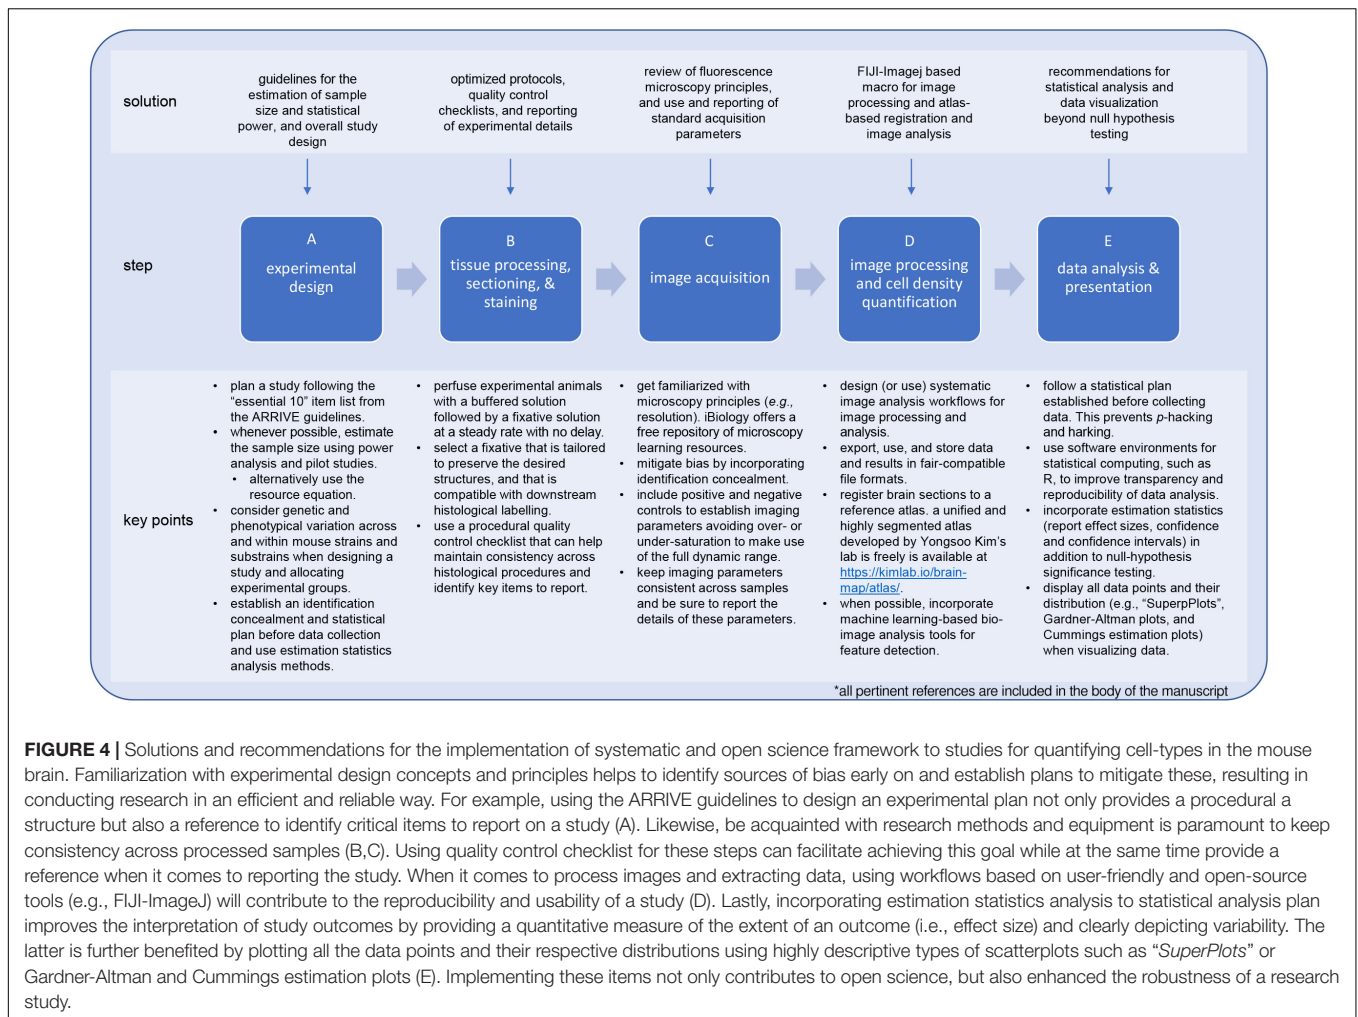 solution
guidelines for the
estimation of sample
size and statistical
power, and overall study
design
optimized protocols,
quality control
checklists, and reporting
of experimental details
review of fluorescence
microscopy principles,
and use and reporting of
standard acquisition
parameters
FIJI-Imagej based
macro for image
processing and atlas-
based registration and
image analysis
recommendations for
statistical analysis and
data visualization
beyond null hypothesis
testing
step
A
experimental
design
B
tissue processing,
sectioning, &
staining
C
image acquisition
D
image processing
and cell density
quantification
E
data analysis &
presentation
key points
• plan a study following the
"essential 10" item list from
the ARRIVE guidelines.
• whenever possible, estimate
the sample size using power
analysis and pilot studies.
• alternatively use the
resource equation.
• consider genetic and
phenotypical variation across
and within mouse strains and
substrains when designing a
study and allocating
experimental groups.
• establish an identification
concealment and statistical
plan before data collection
and use estimation statistics
analysis methods.
• perfuse experimental animals
with a buffered solution
followed by a fixative solution
at a steady rate with no delay.
• select a fixative that is tailored
to preserve the desired
structures, and that is
compatible with downstream
histological labelling.
• use a procedural quality
control checklist that can help
maintain consistency across
histological procedures and
identify key items to report.
• get familiarized with
microscopy principles (e.g.,
resolution). iBiology offers a
free repository of microscopy
learning resources.
• mitigate bias by incorporating
identification concealment.
• include positive and negative
controls to establish imaging
parameters avoiding over- or
under-saturation to make use
of the full dynamic range.
• keep imaging parameters
consistent across samples
and be sure to report the
details of these parameters.
• design (or use) systematic
image analysis workflows for
image processing and
analysis.
• export, use, and store data
and results in fair-compatible
file formats.
• register brain sections to a
reference atlas. a unified and
highly segmented atlas
developed by Yongsoo Kim's
lab is freely is available at
https://kimlab.io/brain-
map/atlas/.
• when possible, incorporate
machine learning-based bio-
image analysis tools for
feature detection.
• follow a statistical plan
established before collecting
data. This prevents p-hacking
and harking.
• use software environments for
statistical computing, such as
R, to improve transparency and
reproducibility of data analysis.
• incorporate estimation statistics
(report effect sizes, confidence
and confidence intervals) in
addition to null-hypothesis
significance testing.
• display all data points and their
distribution (e.g., "SuperpPlots",
Gardner-Altman plots, and
Cummings estimation plots)
when visualizing data.
*all pertinent references are included in the body of the manuscript
FIGURE 4 | Solutions and recommendations for the implementation of systematic and open science framework to studies for quantifying cell-types in the mouse
brain. Familiarization with experimental design concepts and principles helps to identify sources of bias early on and establish plans to mitigate these, resulting in
conducting research in an efficient and reliable way. For example, using the ARRIVE guidelines to design an experimental plan not only provides a procedural a
structure but also a reference to identify critical items to report on a study (A). Likewise, be acquainted with research methods and equipment is paramount to keep
consistency across processed samples (B,C). Using quality control checklist for these steps can facilitate achieving this goal while at the same time provide a
reference when it comes to reporting the study. When it comes to process images and extracting data, using workflows based on user-friendly and open-source
tools (e.g., FIJI-ImageJ) will contribute to the reproducibility and usability of a study (D). Lastly, incorporating estimation statistics analysis to statistical analysis plan
improves the interpretation of study outcomes by providing a quantitative measure of the extent of an outcome (i.e., effect size) and clearly depicting variability. The
latter is further benefited by plotting all the data points and their respective distributions using highly descriptive types of scatterplots such as "SuperPlots" or
Gardner-Altman and Cummings estimation plots (E). Implementing these items not only contributes to open science, but also enhanced the robustness of a research
study.